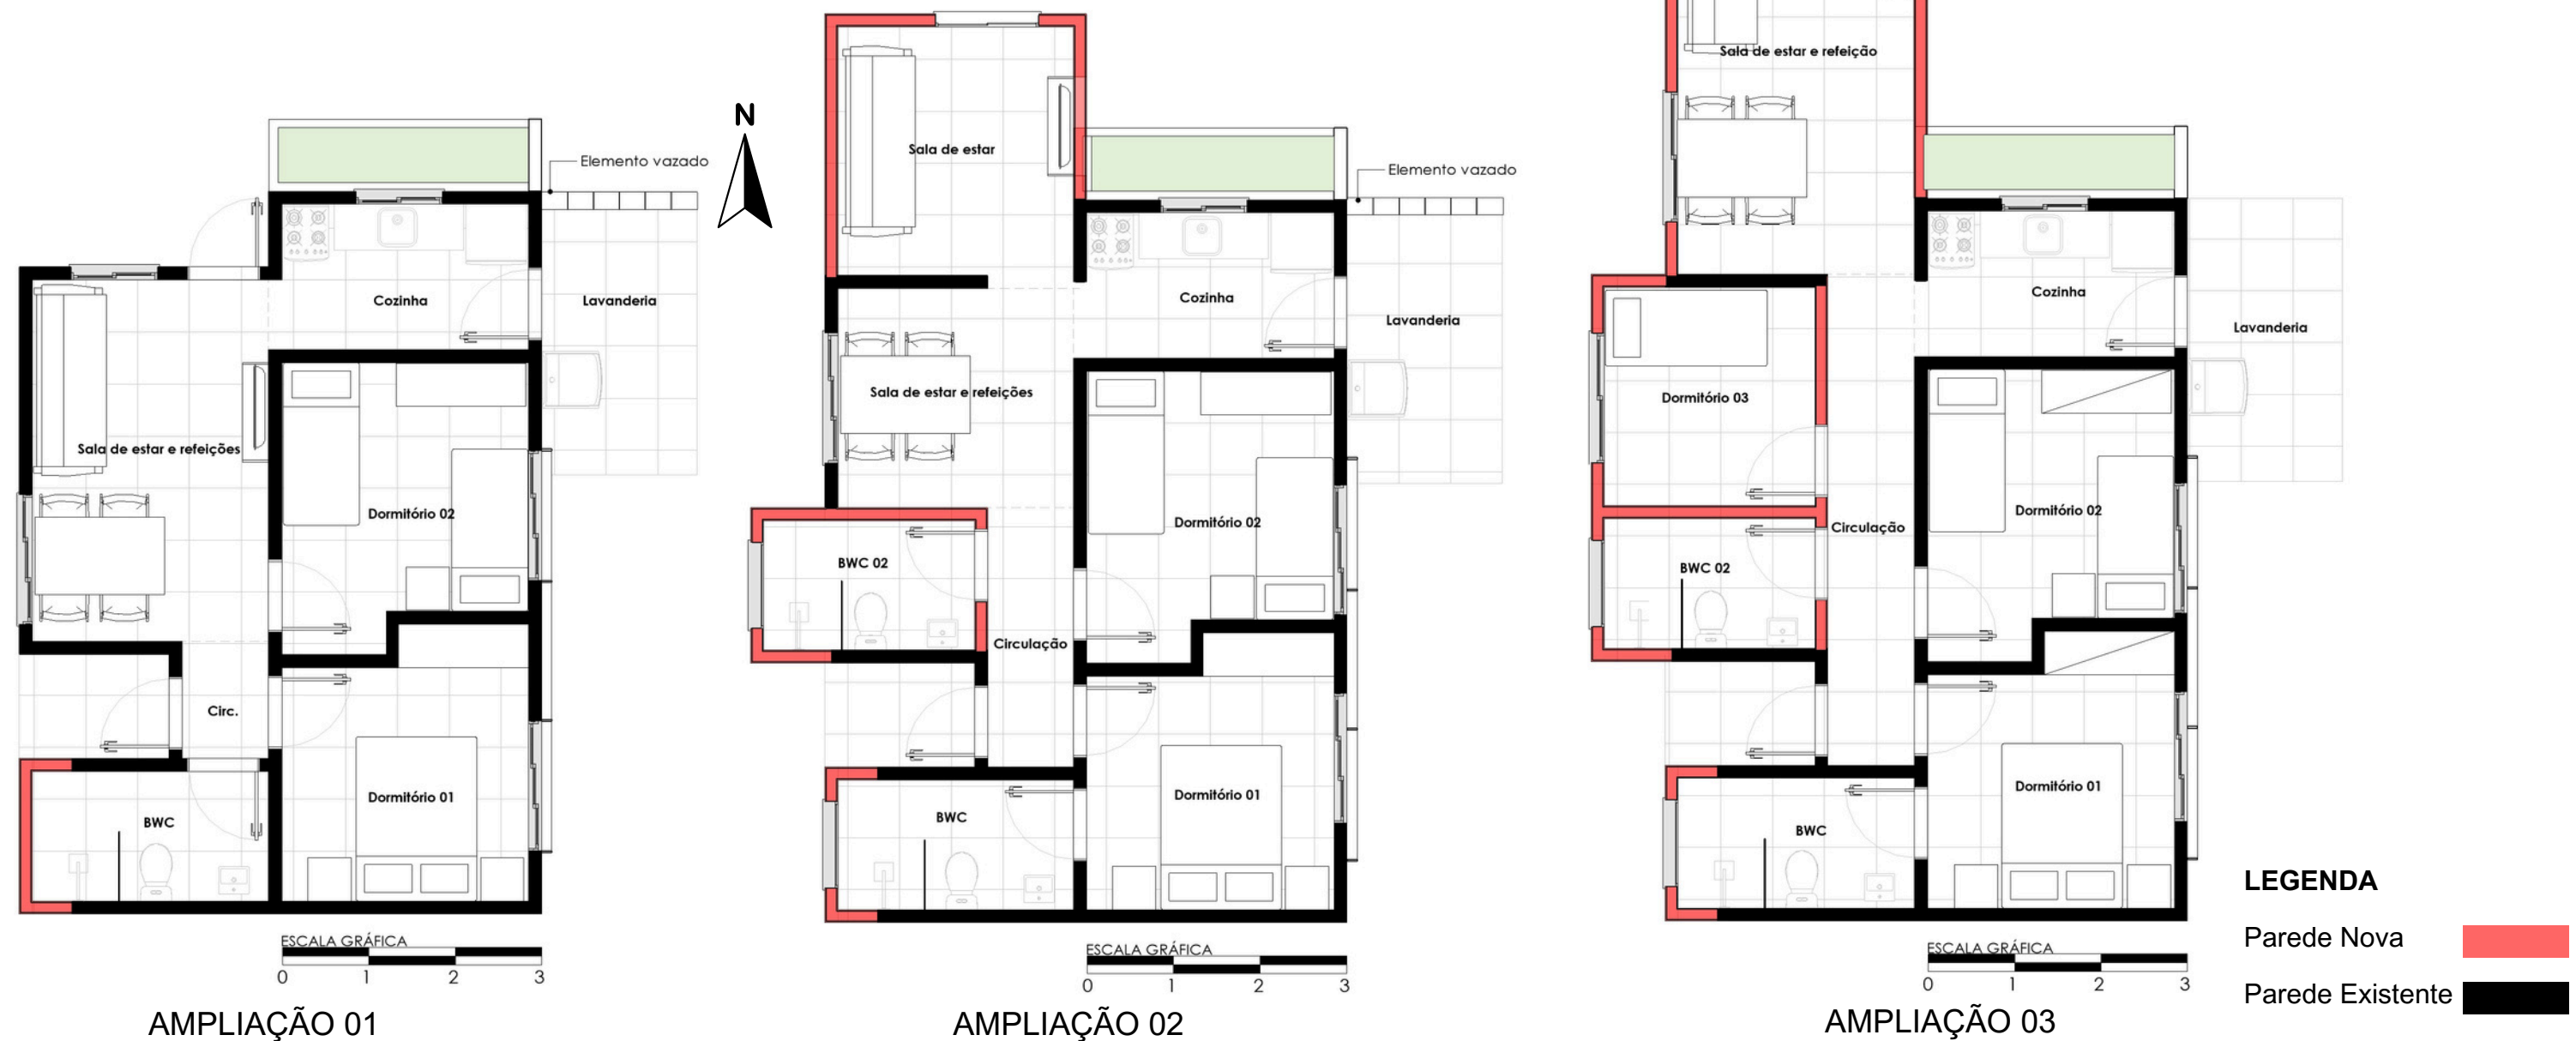 Elemento vazado
Cozinha
Lavanderia
Sala de estar e refeições
Dormitório 02
Circ.
Dormitório 01
BWC
ESCALA GRÁFICA
0 1 2 3
AMPLIAÇÃO 01
N
Sala de estar
Elemento vazado
Cozinha
Lavanderia
Sala de estar e refeições
Dormitório 02
BWC 02
Circulação
Dormitório 01
BWC
ESCALA GRÁFICA
0 1 2 3
AMPLIAÇÃO 02
Sala de estar e refeição
Cozinha
Lavanderia
Dormitório 03
Dormitório 02
Circulação
BWC 02
Dormitório 01
BWC
ESCALA GRÁFICA
0 1 2 3
AMPLIAÇÃO 03
LEGENDA
Parede Nova
Parede Existente